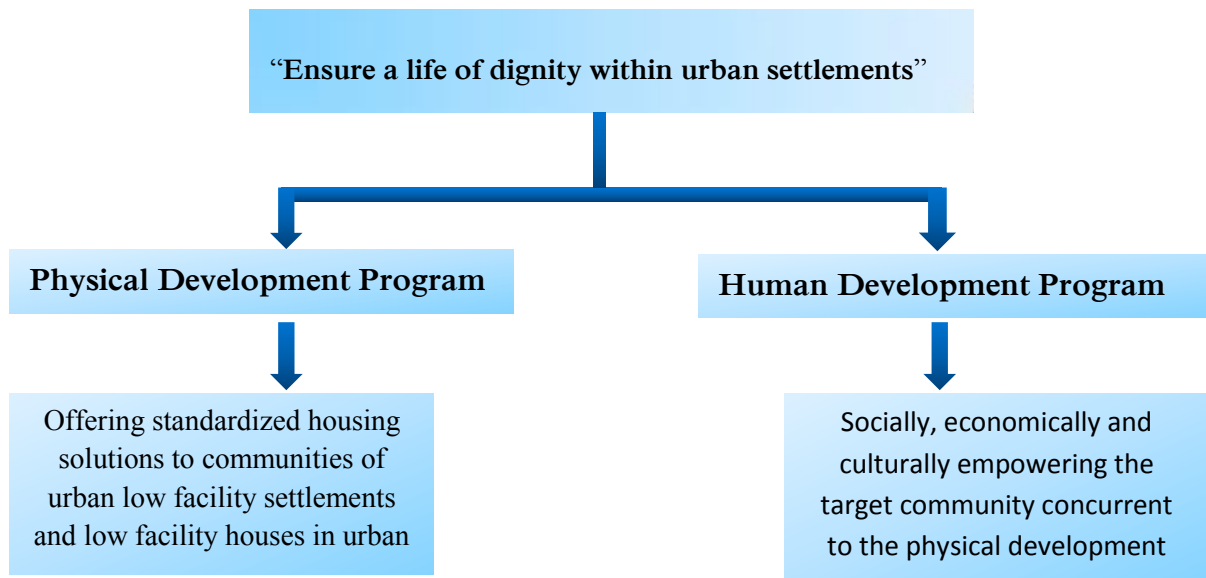 “Ensure a life of dignity within urban settlements”
Physical Development Program
Human Development Program
Offering standardized housing
solutions to communities of
urban low facility settlements
and low facility houses in urban
Socially, economically and
culturally empowering the
target community concurrent
to the physical development